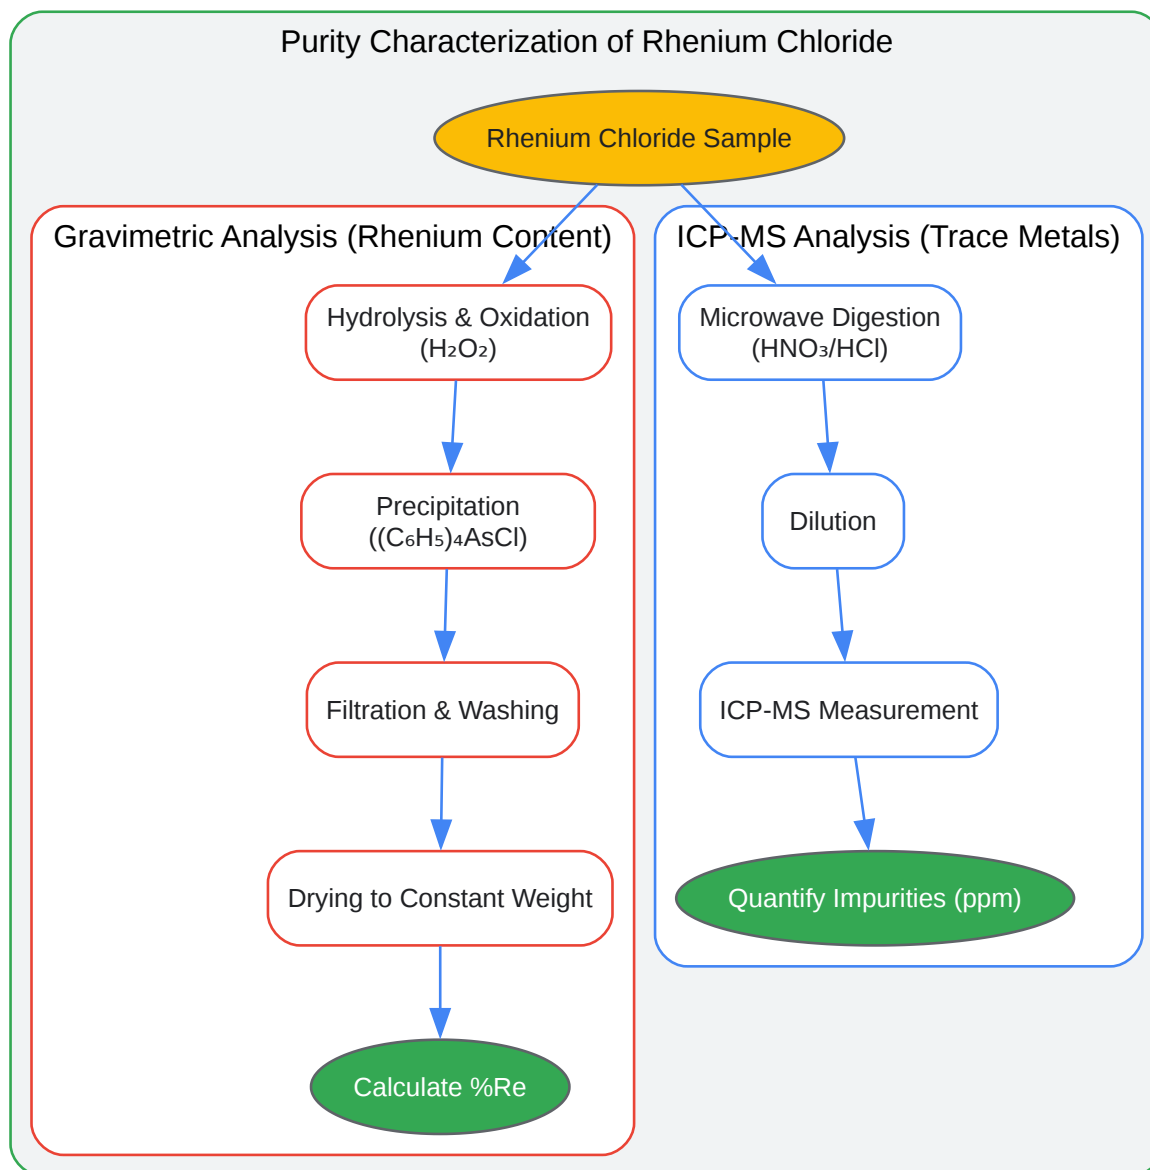 Purity Characterization of Rhenium Chloride
Rhenium Chloride Sample
Gravimetric Analysis (Rhenium Content)
Hydrolysis & Oxidation
(H₂O₂)
Precipitation
((C₆H₅)₄AsCl)
Filtration & Washing
Drying to Constant Weight
Calculate %Re
ICP-MS Analysis (Trace Metals)
Microwave Digestion
(HNO₃/HCl)
Dilution
ICP-MS Measurement
Quantify Impurities (ppm)